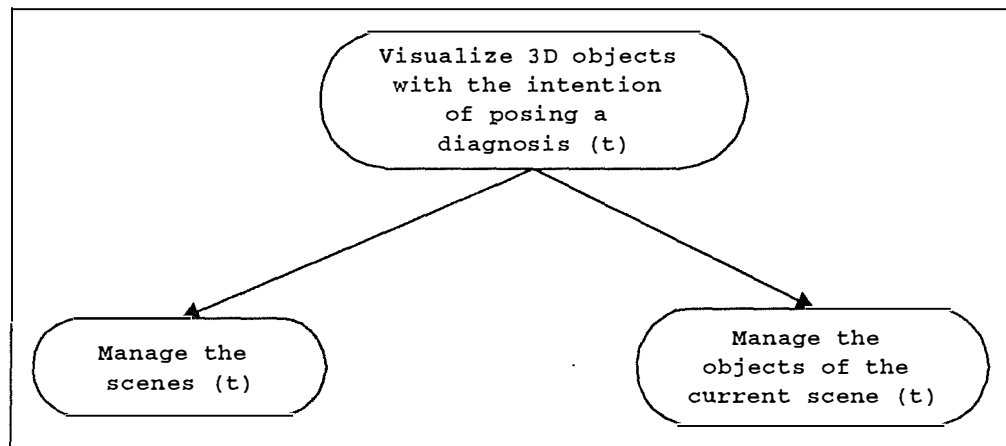 Visualize 3D objects
with the intention
of posing a
diagnosis (t)
Manage the
scenes (t)
Manage the
objects of the
current scene (t)